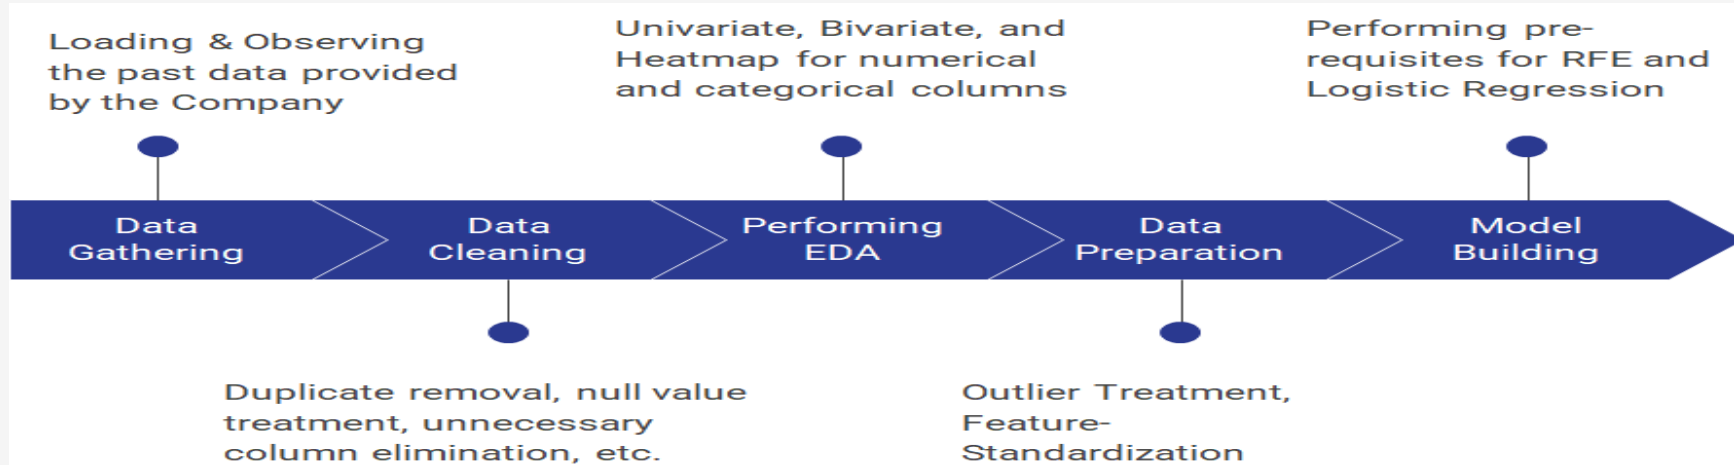 Loading & Observing
the past data provided
by the Company
Univariate, Bivariate, and
Heatmap for numerical
and categorical columns
Performing pre-
requisites for RFE and
Logistic Regression
Data
Gathering
Data
Cleaning
Performing
EDA
Data
Preparation
Model
Building
Duplicate removal, null value
treatment, unnecessary
column elimination, etc.
Outlier Treatment,
Feature-
Standardization